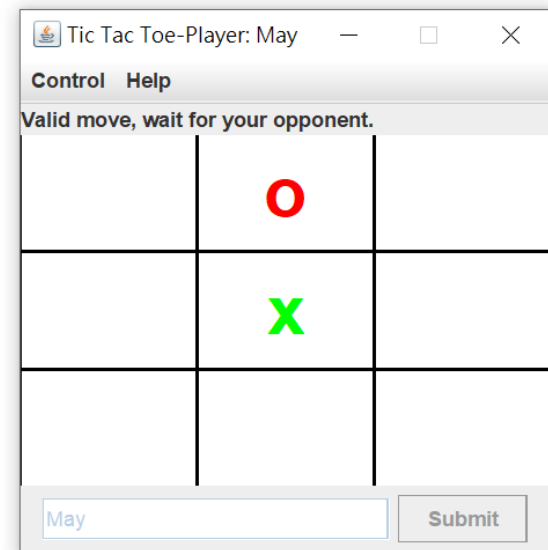 Tic Tac Toe-Player: May
Control Help
Valid move, wait for your opponent.
O
X
May Submit